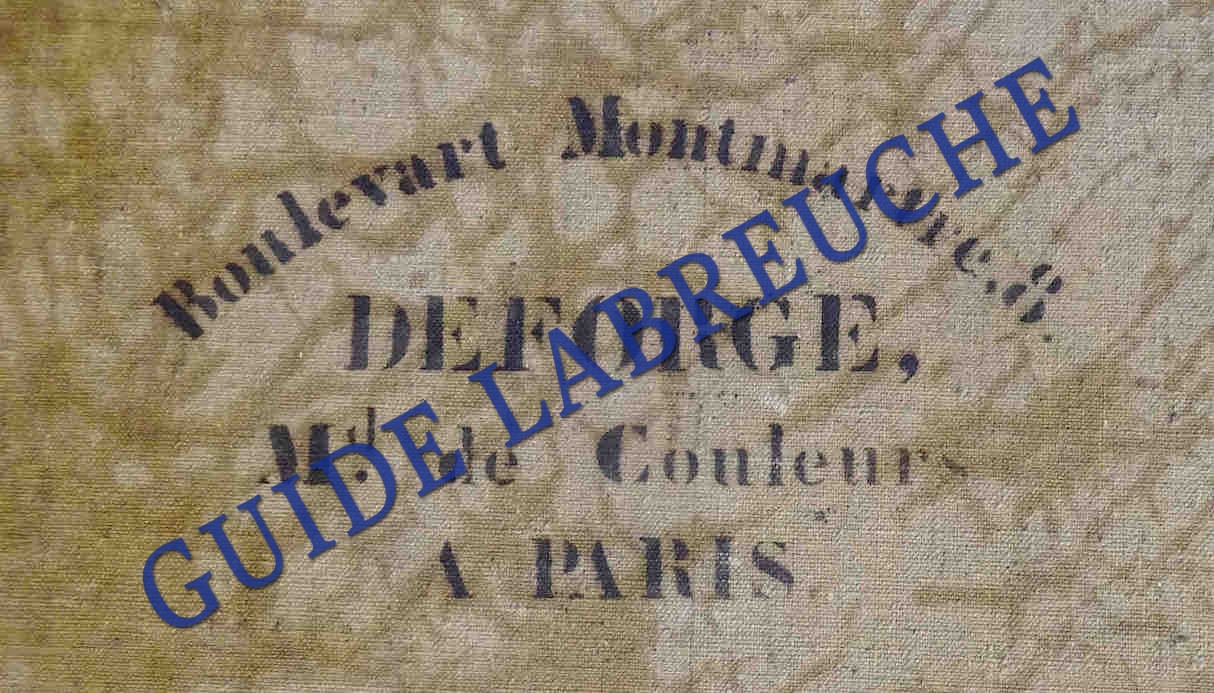 Boulevart Montmartre, 8.
DEFORGE,
Md. de Couleurs
A PARIS
GUIDE LABREUCHE